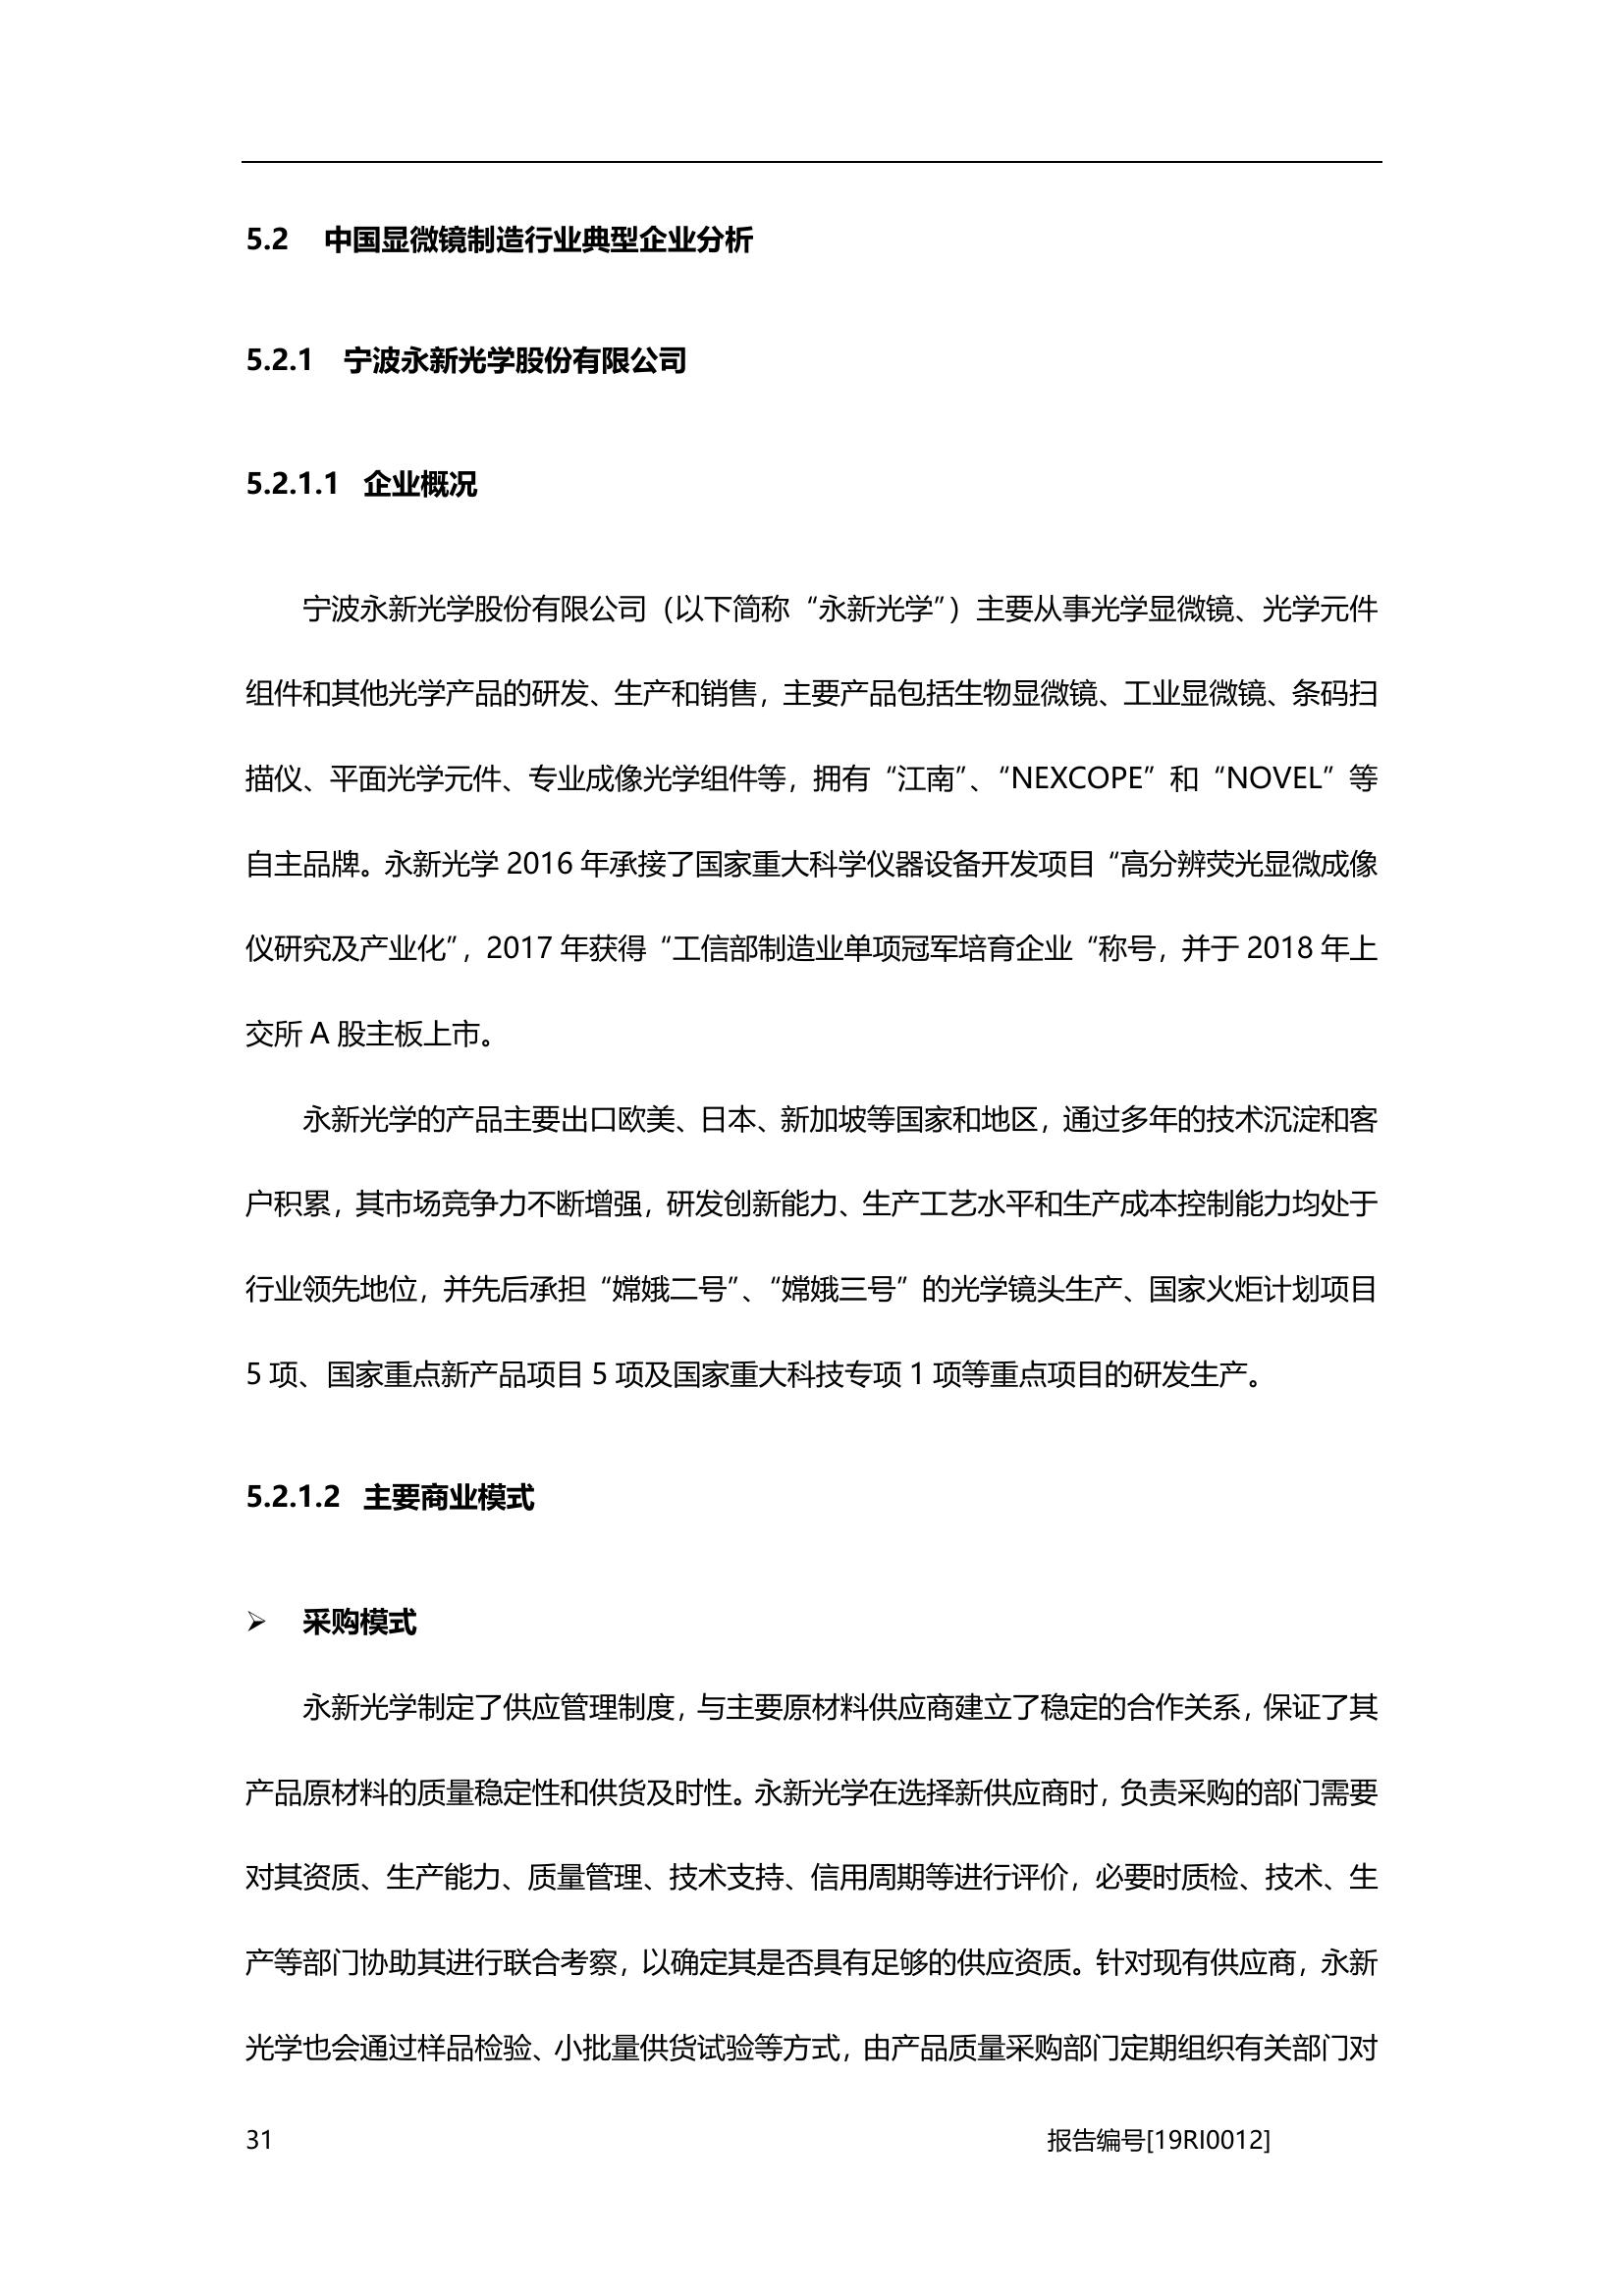 5.2 中国显微镜制造行业典型企业分析
5.2.1 宁波永新光学股份有限公司
5.2.1.1 企业概况
宁波永新光学股份有限公司（以下简称“永新光学”）主要从事光学显微镜、光学元件
组件和其他光学产品的研发、生产和销售，主要产品包括生物显微镜、工业显微镜、条码扫
描仪、平面光学元件、专业成像光学组件等，拥有“江南”、“NEXCOPE”和“NOVEL”等
自主品牌。永新光学 2016 年承接了国家重大科学仪器设备开发项目“高分辨荧光显微成像
仪研究及产业化”，2017 年获得“工信部制造业单项冠军培育企业“称号，并于 2018 年上
交所 A 股主板上市。
永新光学的产品主要出口欧美、日本、新加坡等国家和地区，通过多年的技术沉淀和客
户积累，其市场竞争力不断增强，研发创新能力、生产工艺水平和生产成本控制能力均处于
行业领先地位，并先后承担“嫦娥二号”、“嫦娥三号”的光学镜头生产、国家火炬计划项目
5 项、国家重点新产品项目 5 项及国家重大科技专项 1 项等重点项目的研发生产。
5.2.1.2 主要商业模式
➢ 采购模式
永新光学制定了供应管理制度，与主要原材料供应商建立了稳定的合作关系，保证了其
产品原材料的质量稳定性和供货及时性。永新光学在选择新供应商时，负责采购的部门需要
对其资质、生产能力、质量管理、技术支持、信用周期等进行评价，必要时质检、技术、生
产等部门协助其进行联合考察，以确定其是否具有足够的供应资质。针对现有供应商，永新
光学也会通过样品检验、小批量供货试验等方式，由产品质量采购部门定期组织有关部门对
31 报告编号[19RI0012]